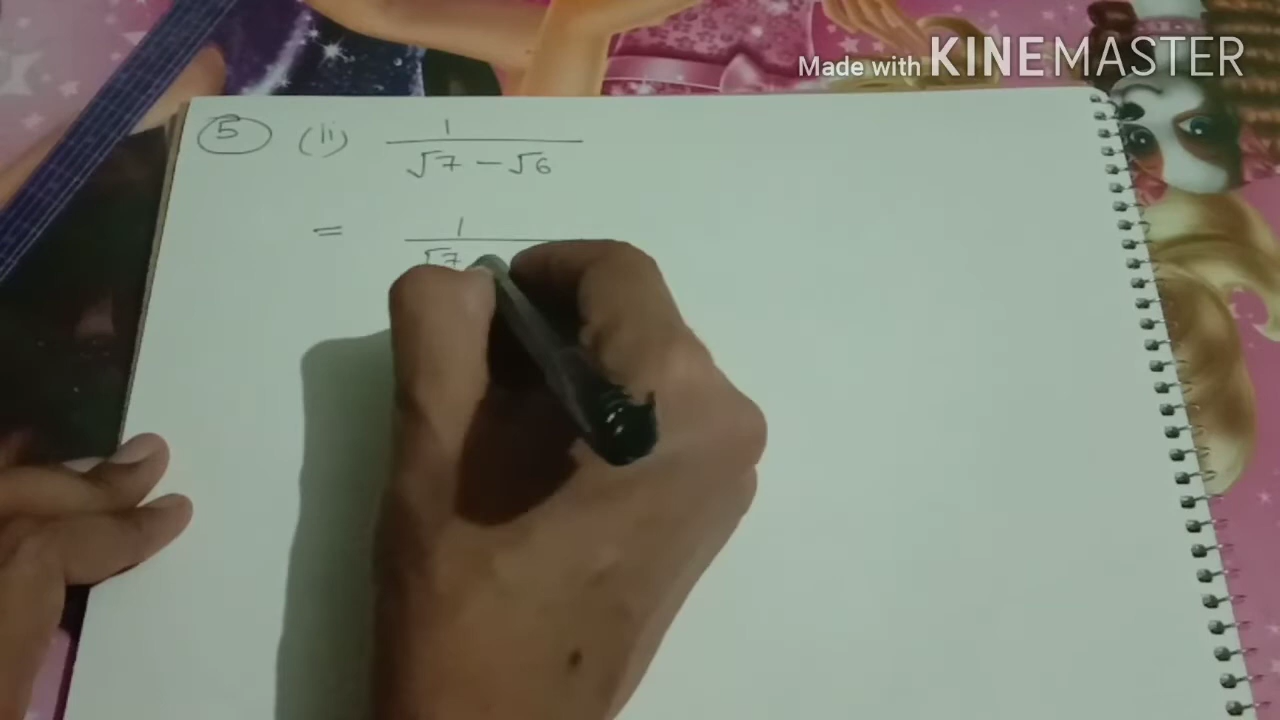 Made with KINEMASTER
5 (ii) 1
√7 - √6
= 1
√7